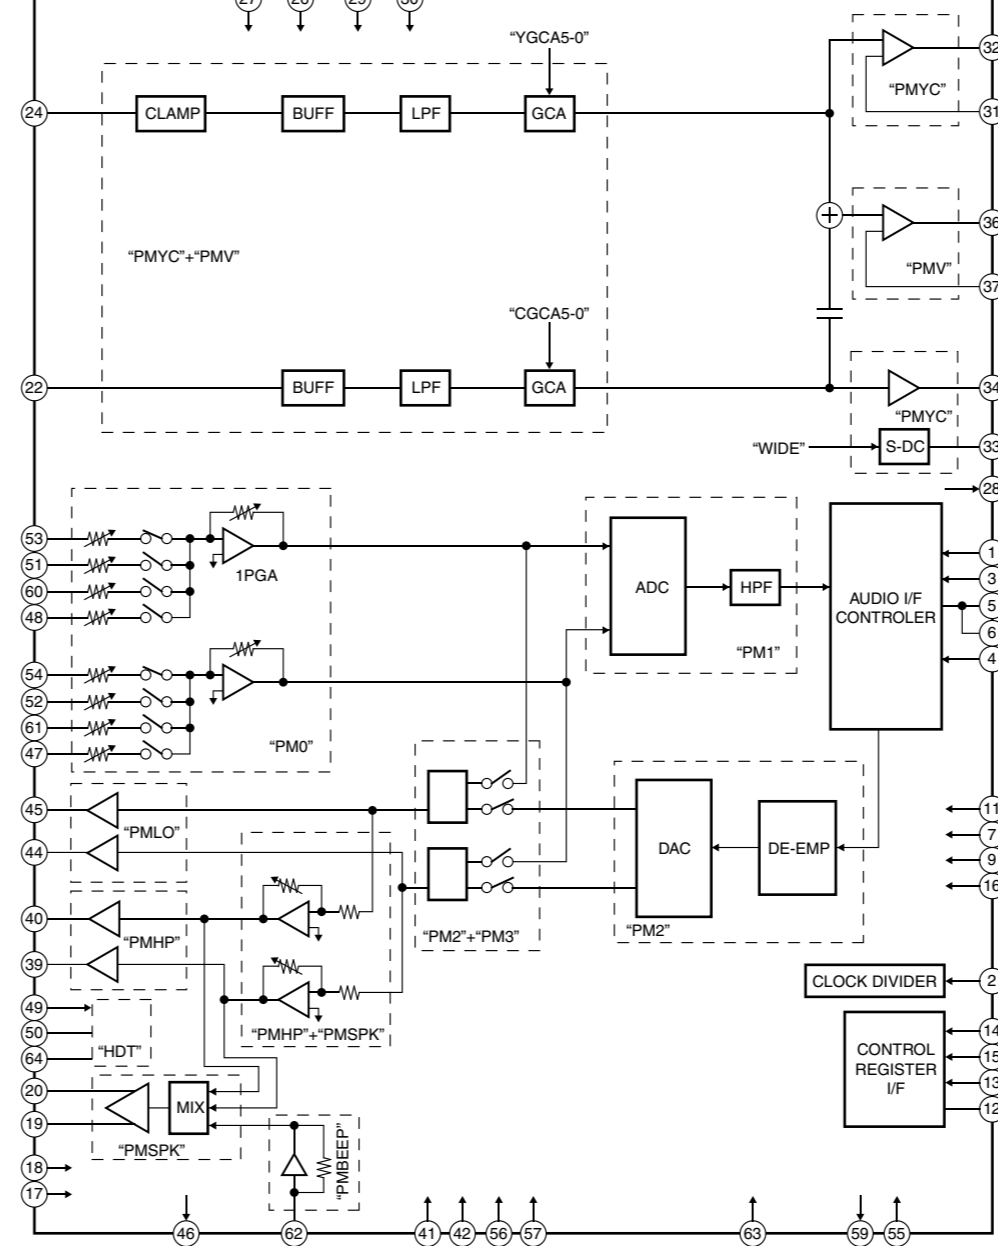 27 28 29 30
"YGCA5-0"
32
24 CLAMP BUFF LPF GCA
"PMYC"
31
36
"PMYC"+"PMV"
"PMV"
37
"CGCA5-0"
22 BUFF LPF GCA
34
"PMYC"
"WIDE" S-DC 33
28
53
51
60
48
1PGA
ADC HPF
"PM1"
AUDIO I/F
CONTROLER
1
3
5
6
4
54
52
61
47
"PM0"
45
"PMLO"
44
DAC DE-EMP
11
7
9
16
40
"PMHP"
39
"PM2"+"PM3"
"PM2"
49
50
64
"HDT"
"PMHP"+"PMSPK"
CLOCK DIVIDER 2
CONTROL
REGISTER
I/F
14
15
13
12
20
19
MIX
"PMSPK"
"PMBEEP"
18
17
46 62 41 42 56 57 63 59 55